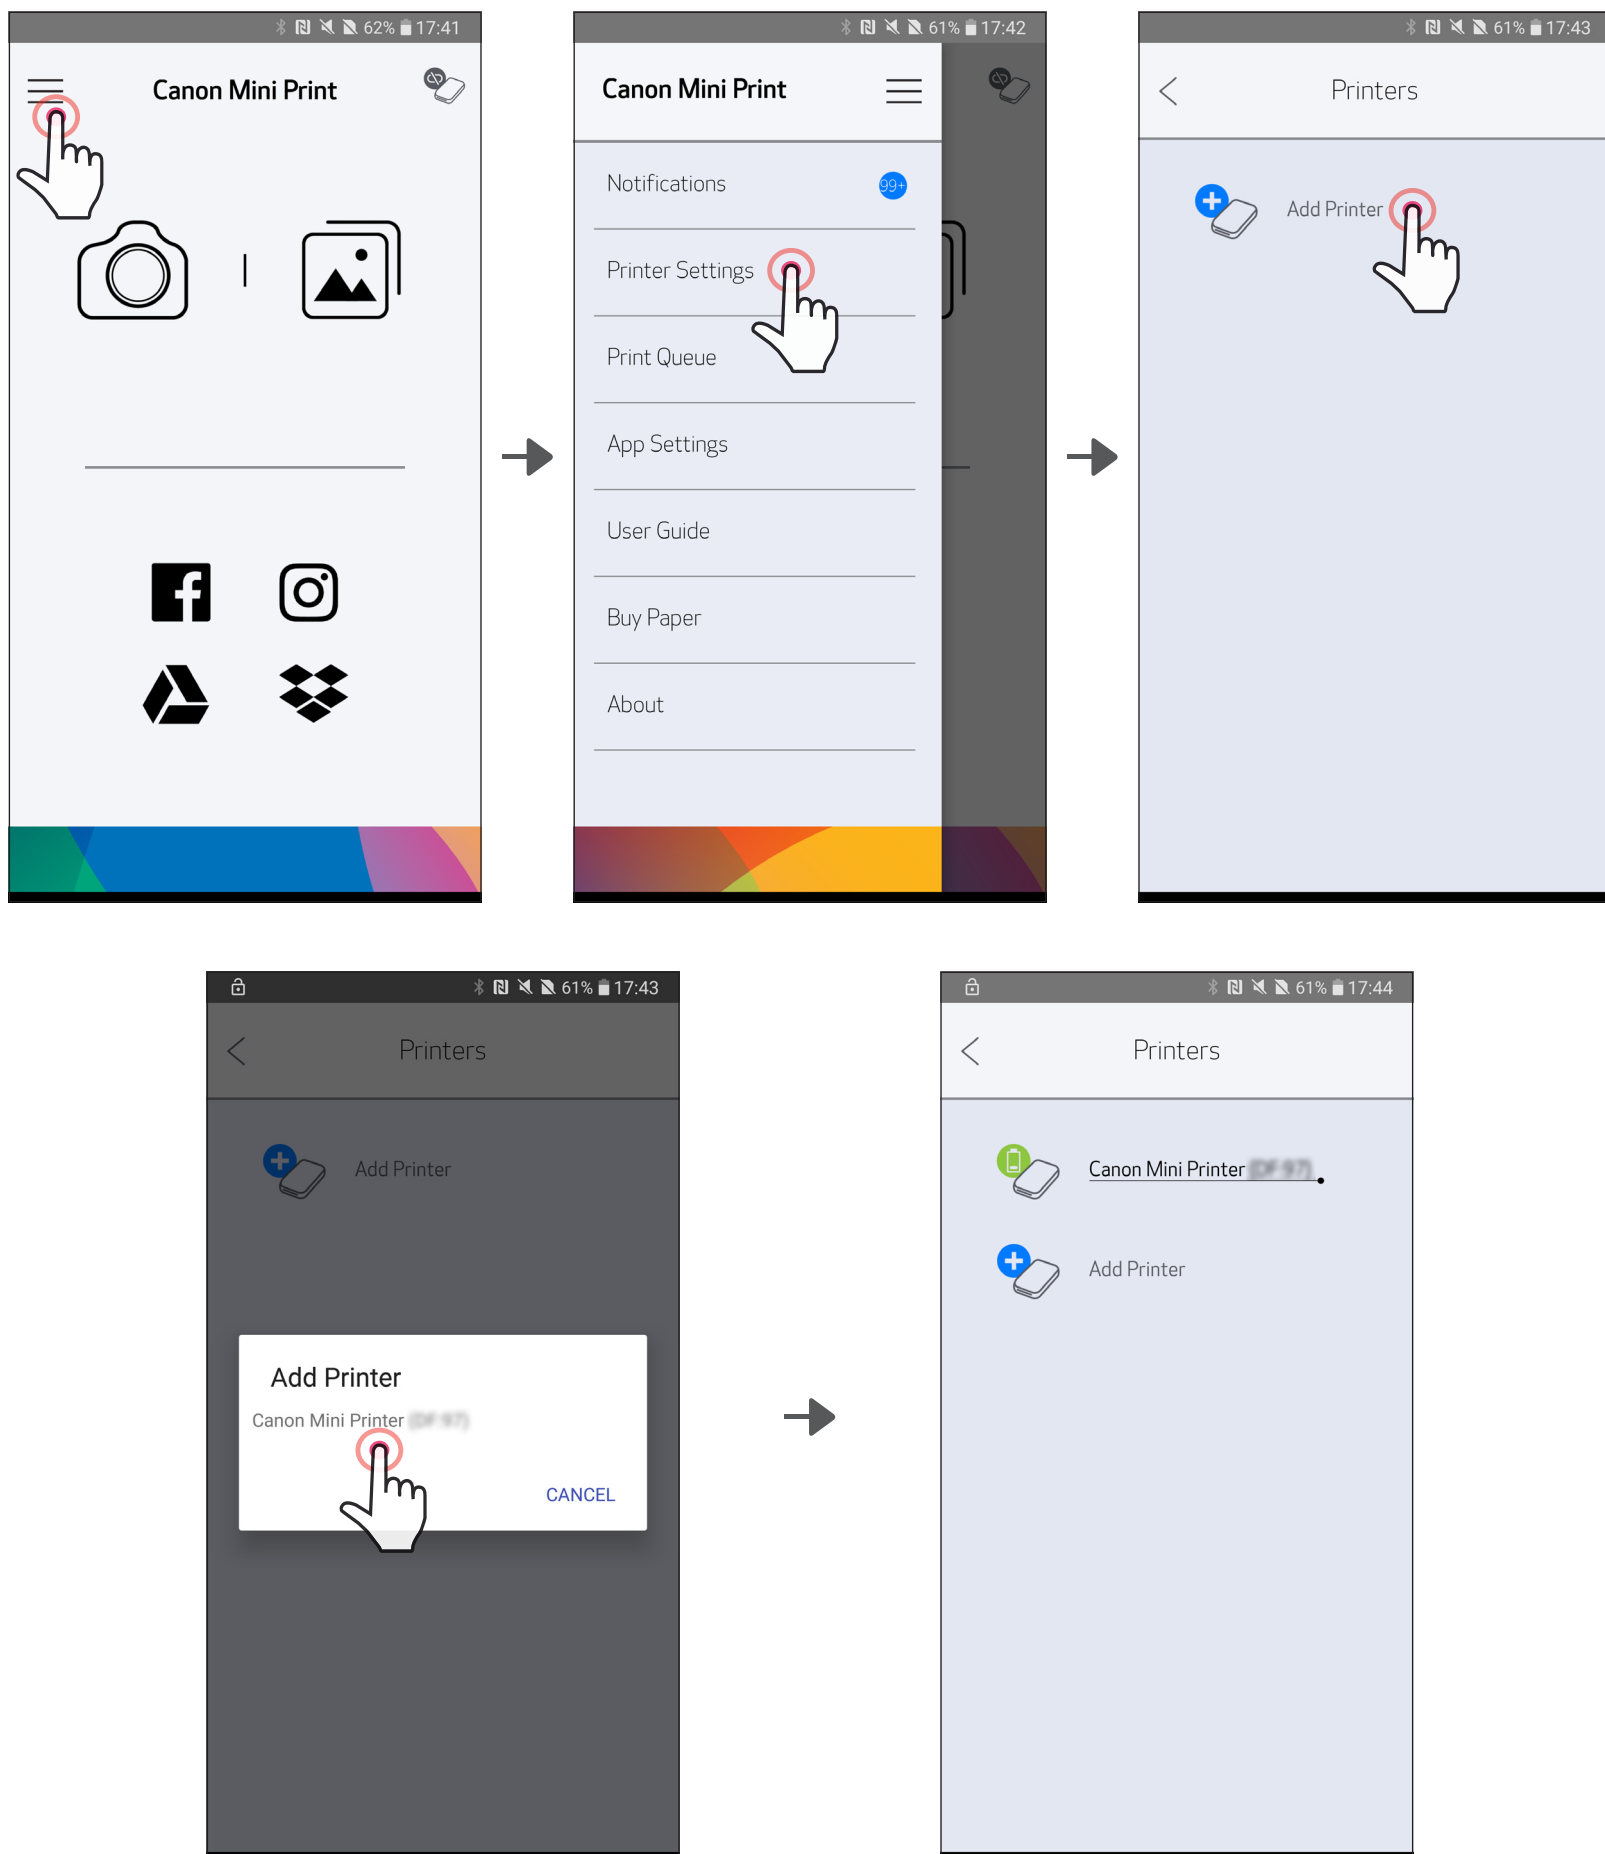 62% 17:41
Canon Mini Print
61% 17:42
Canon Mini Print
Notifications 99+
Printer Settings
Print Queue
App Settings
User Guide
Buy Paper
About
61% 17:43
Printers
Add Printer
61% 17:43
Printers
Add Printer
Add Printer
Canon Mini Printer
CANCEL
61% 17:44
Printers
Canon Mini Printer
Add Printer